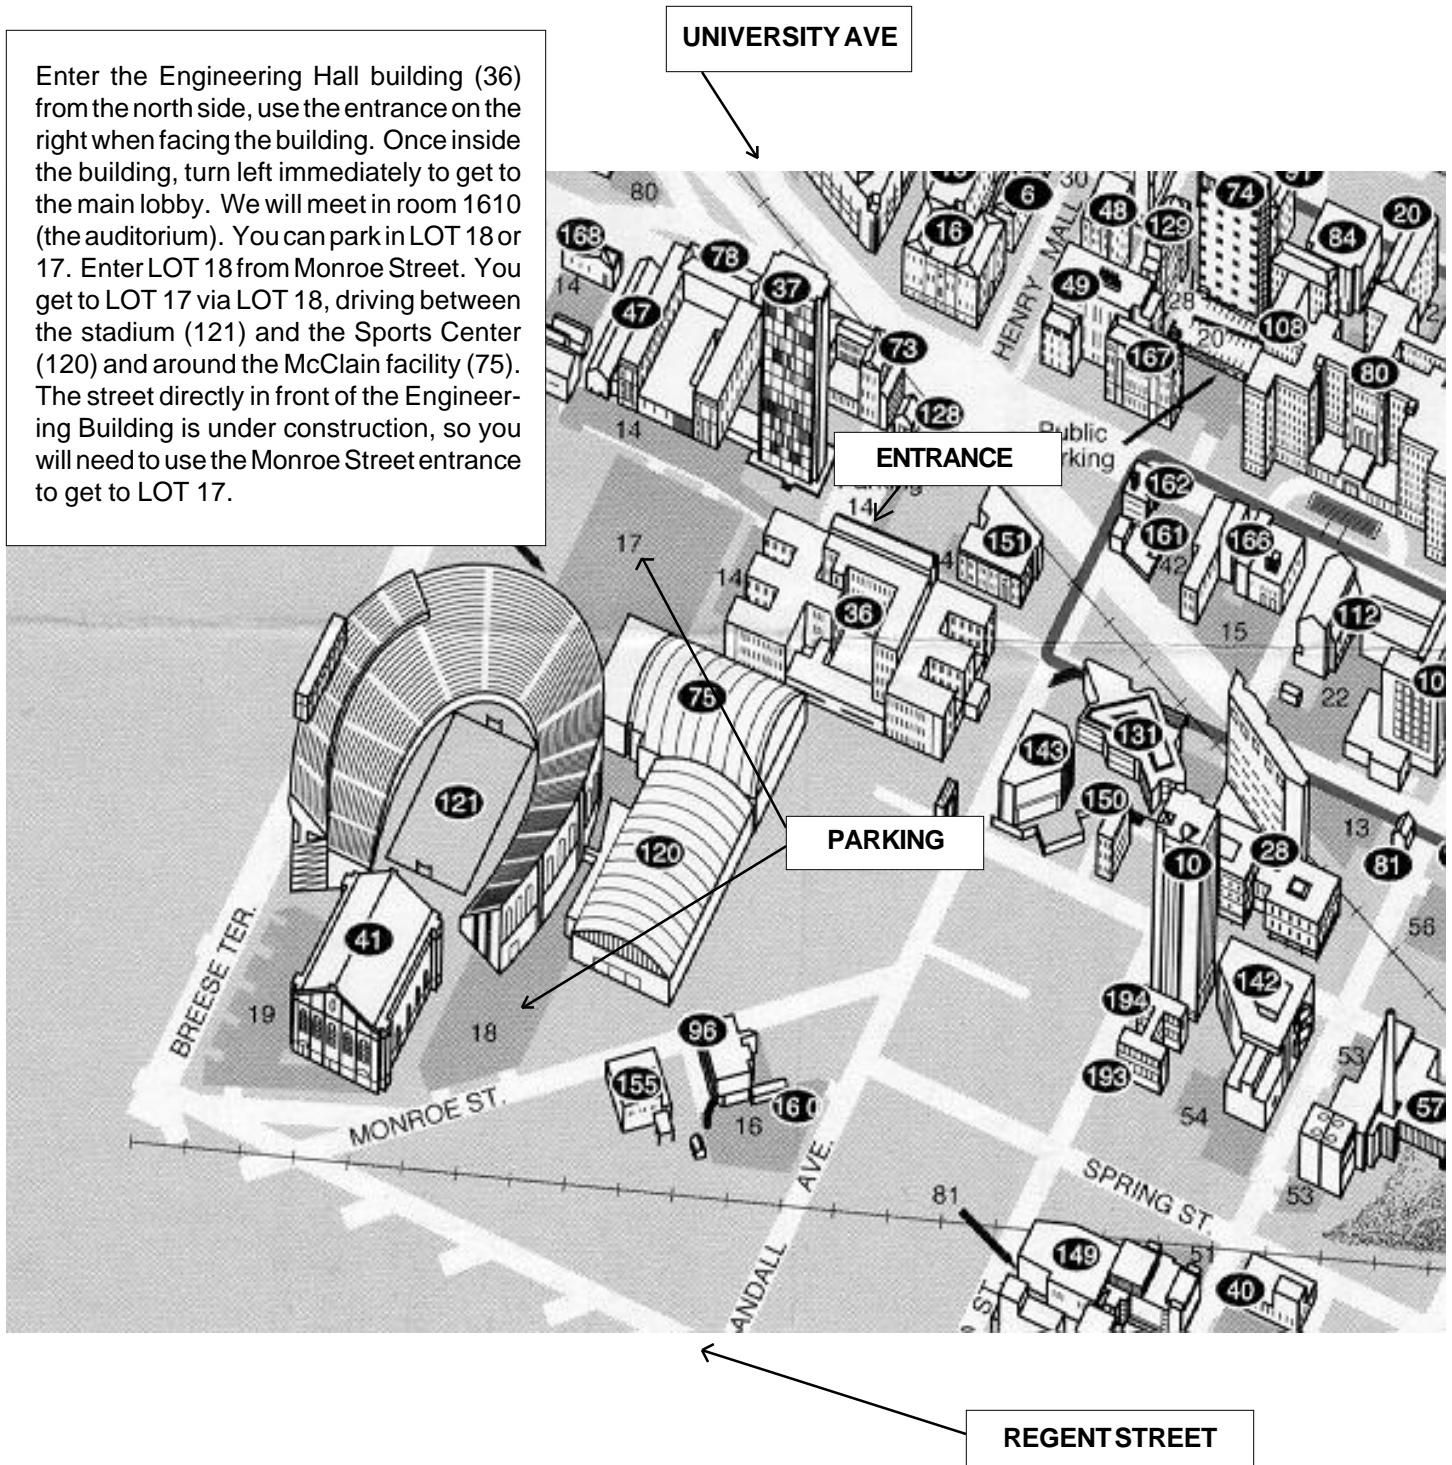 UNIVERSITY AVE
Enter the Engineering Hall building (36)
from the north side, use the entrance on the
right when facing the building. Once inside
the building, turn left immediately to get to
the main lobby. We will meet in room 1610
(the auditorium). You can park in LOT 18 or
17. Enter LOT 18 from Monroe Street. You
get to LOT 17 via LOT 18, driving between
the stadium (121) and the Sports Center
(120) and around the McClain facility (75).
The street directly in front of the Engineer-
ing Building is under construction, so you
will need to use the Monroe Street entrance
to get to LOT 17.
80
30
6
48
74
20
84
129
168
78
16
37
49
14
47
28
HENRY MALL
20
108
73
167
80
128
14
Public
ENTRANCE
162
14
17
151
161
42
166
14
4
36
112
15
75
22
10
143
131
121
150
13
PARKING
120
10
28
81
41
56
BREESE TER.
19
18
96
194
142
53
155
193
160
57
MONROE ST.
16
54
AVE.
SPRING ST.
53
81
149
51
40
ANDALL
ST
REGENT STREET